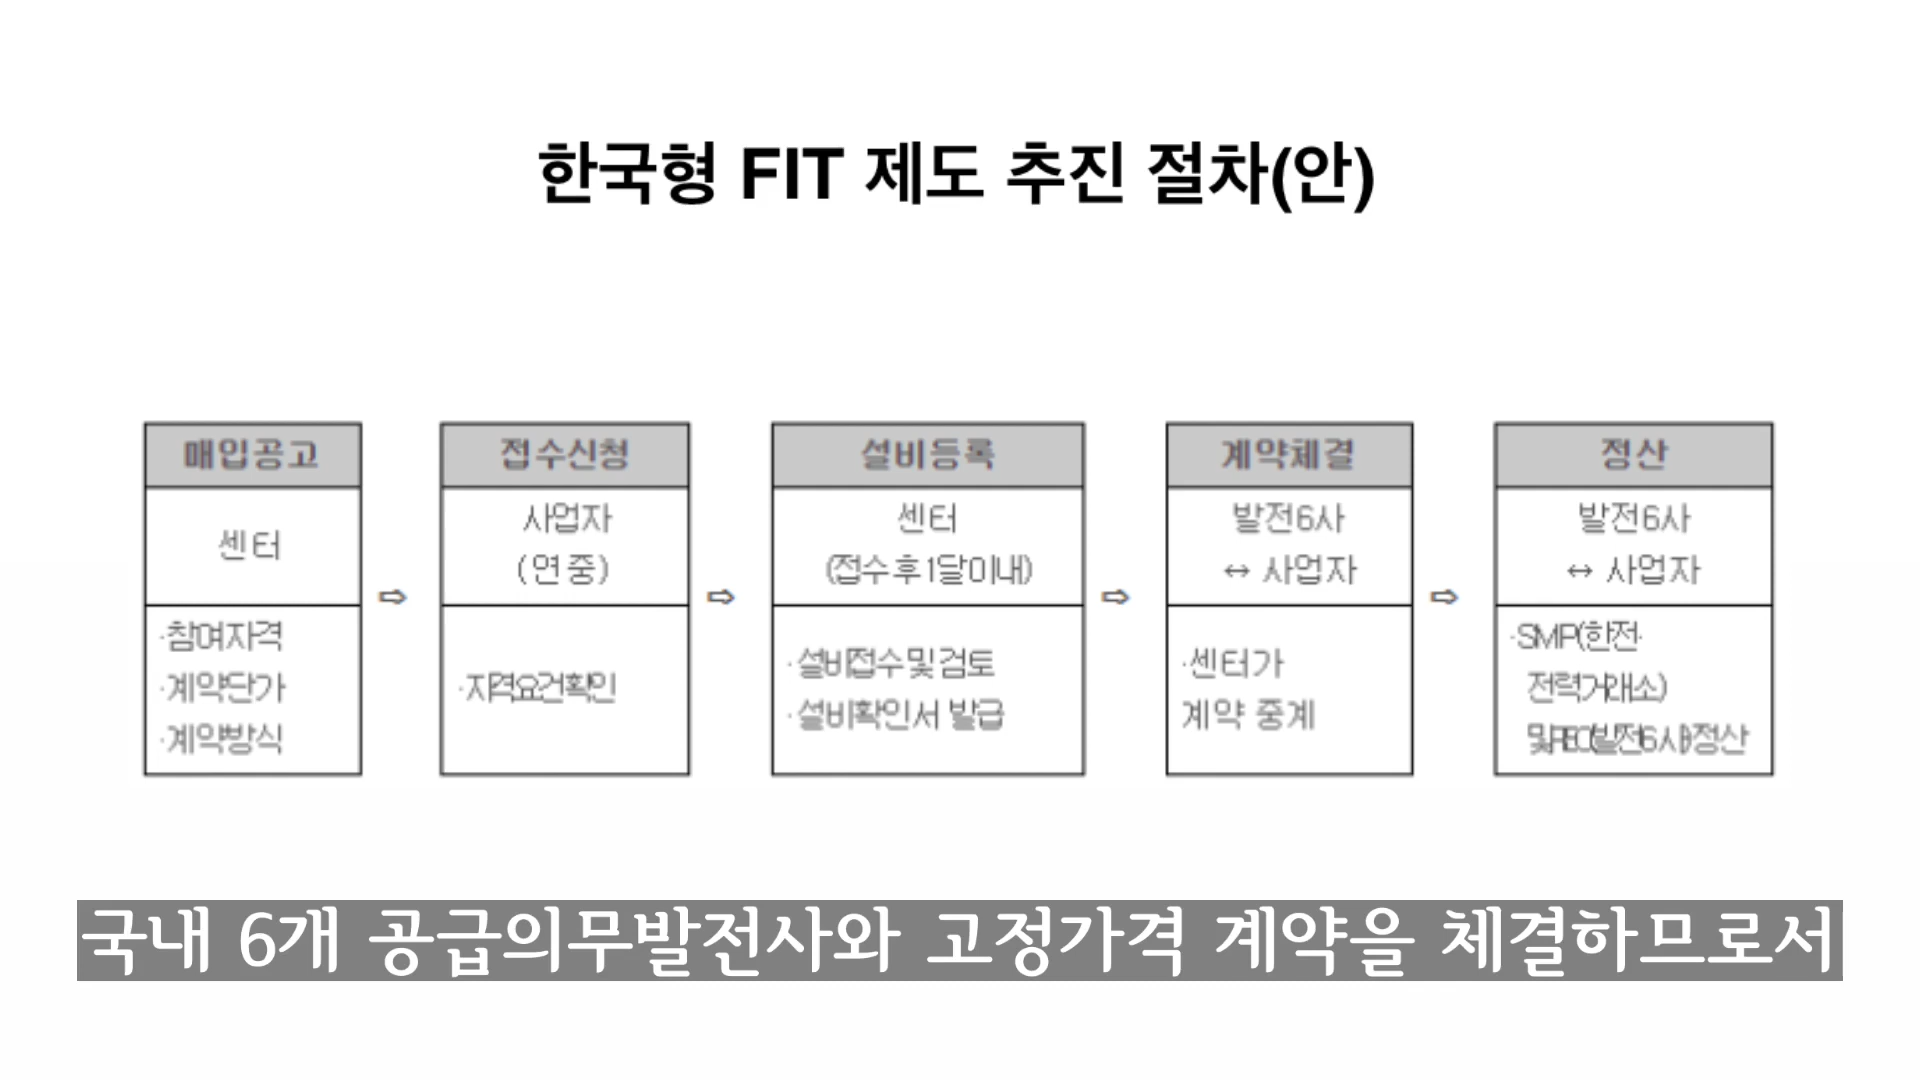 한국형 FIT 제도 추진 절차(안)
매입공고
센터
·참여자격
·계약단가
·계약방식
⇨
접수신청
사업자
(연중)
·자격요건확인
⇨
설비등록
센터
(접수 후 1달이내)
·설비접수 및 검토
·설비확인서 발급
⇨
계약체결
발전6사
↔ 사업자
·센터가
계약 중계
⇨
정산
발전6사
↔ 사업자
·SMP(한전·
전력거래소)
및REC(발전6사)정산
국내 6개 공급의무발전사와 고정가격 계약을 체결하므로서